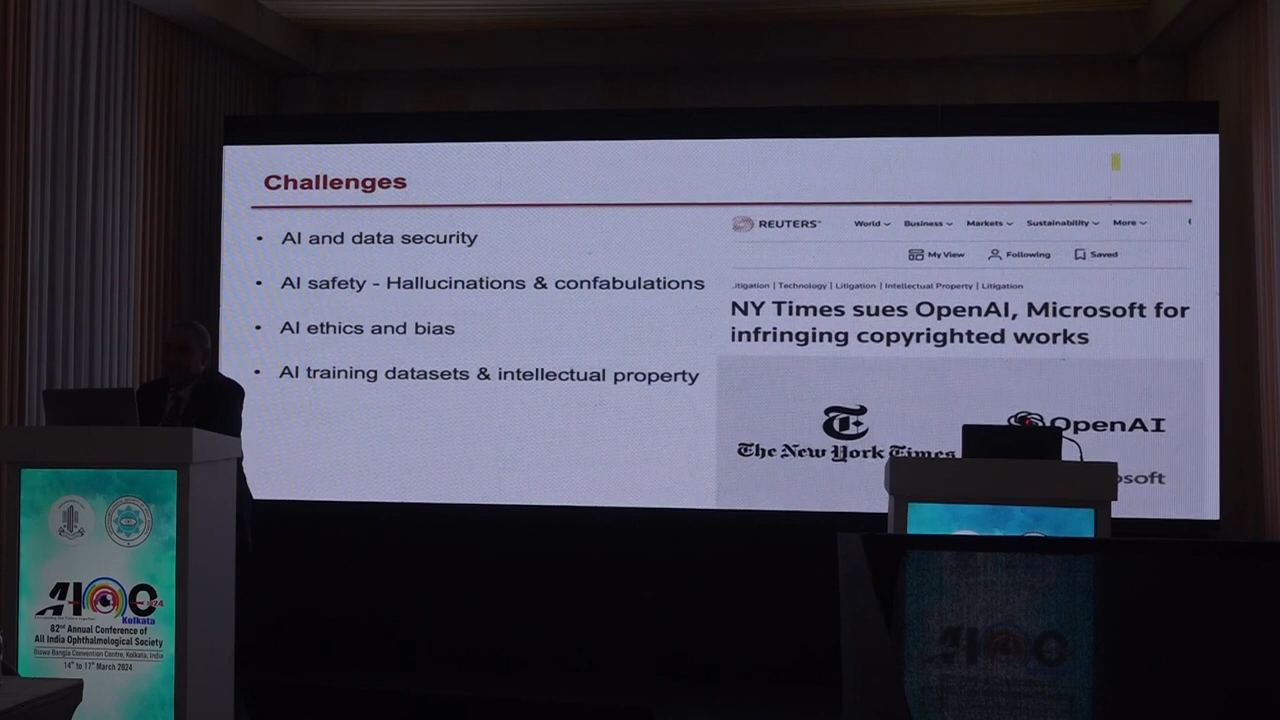 Challenges
• AI and data security
• AI safety - Hallucinations & confabulations
• AI ethics and bias
• AI training datasets & intellectual property
REUTERS
World Business Markets Sustainability More
My View Following Saved
Litigation | Technology | Litigation | Intellectual Property | Litigation
NY Times sues OpenAI, Microsoft for
infringing copyrighted works
The New York Times
OpenAI
osoft
AIOC 2024
Kolkata
82nd Annual Conference of
All India Ophthalmological Society
Biswa Bangla Convention Centre, Kolkata, India
14th to 17th March 2024
AIOC